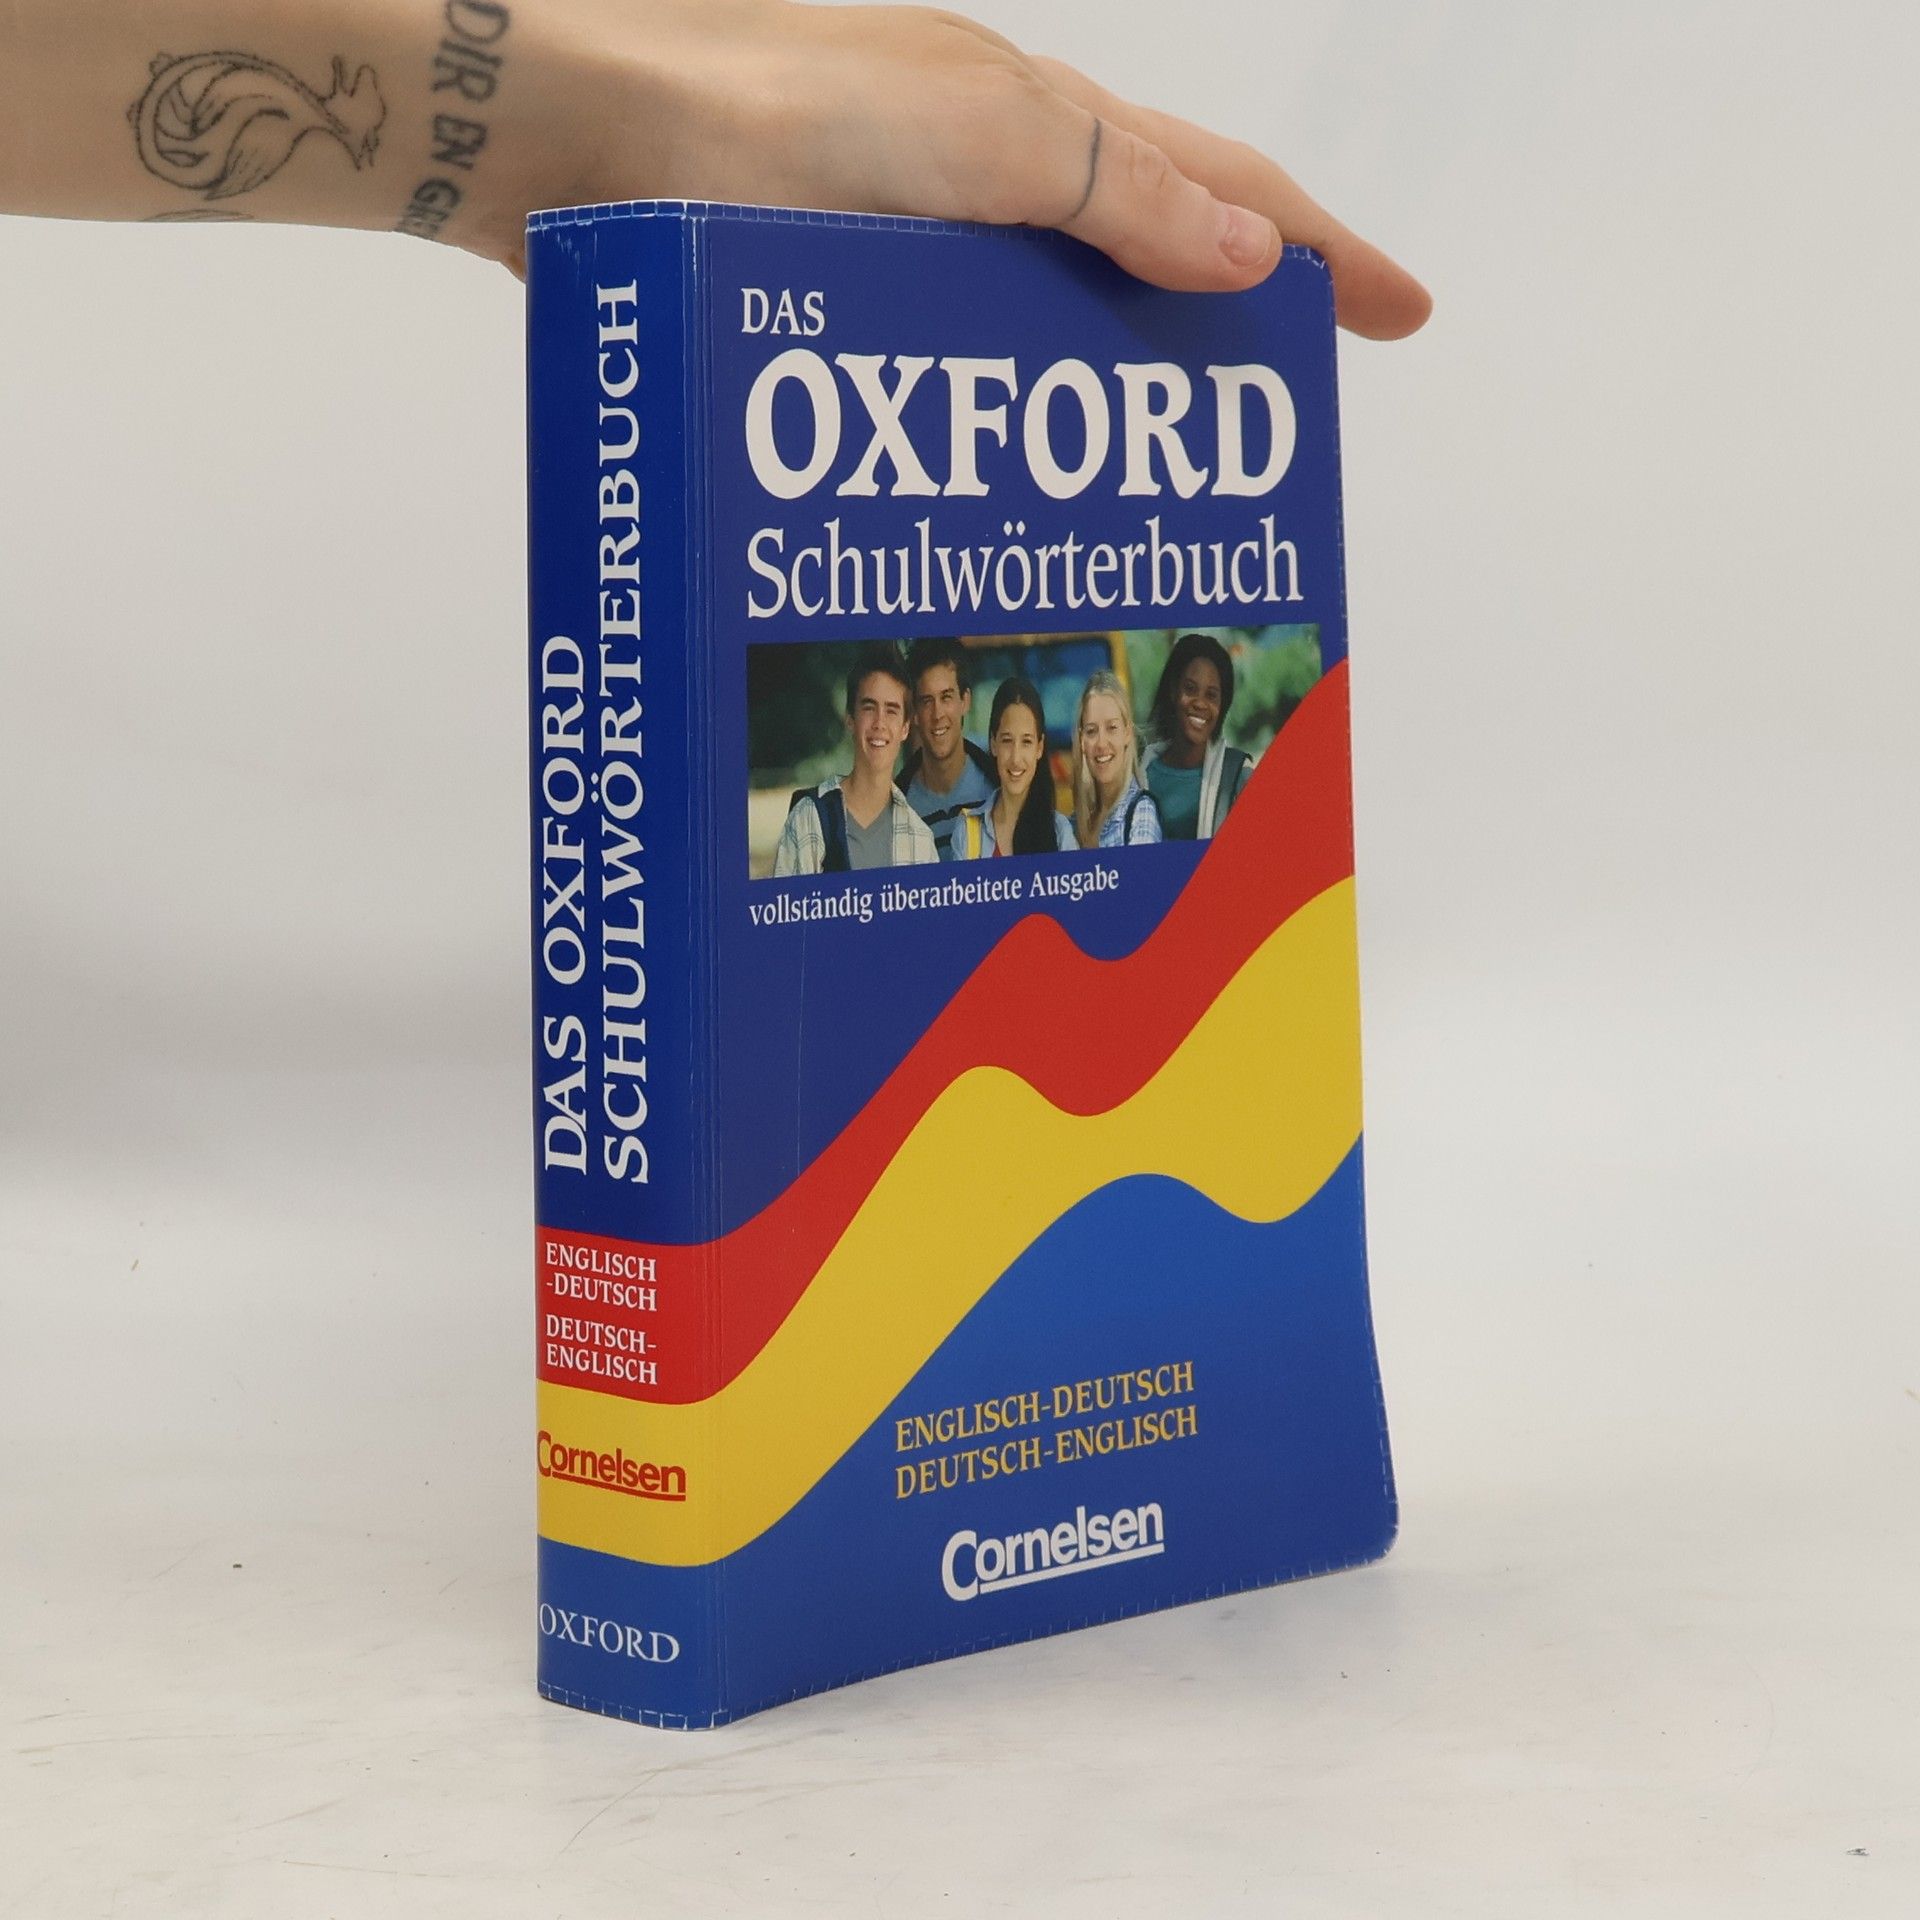 DIR EN GRE
DAS OXFORD
SCHULWÖRTERBUCH
ENGLISCH
-DEUTSCH
DEUTSCH-
ENGLISCH
Cornelsen
OXFORD
DAS
OXFORD
Schulwörterbuch
vollständig überarbeitete Ausgabe
ENGLISCH-DEUTSCH
DEUTSCH-ENGLISCH
Cornelsen